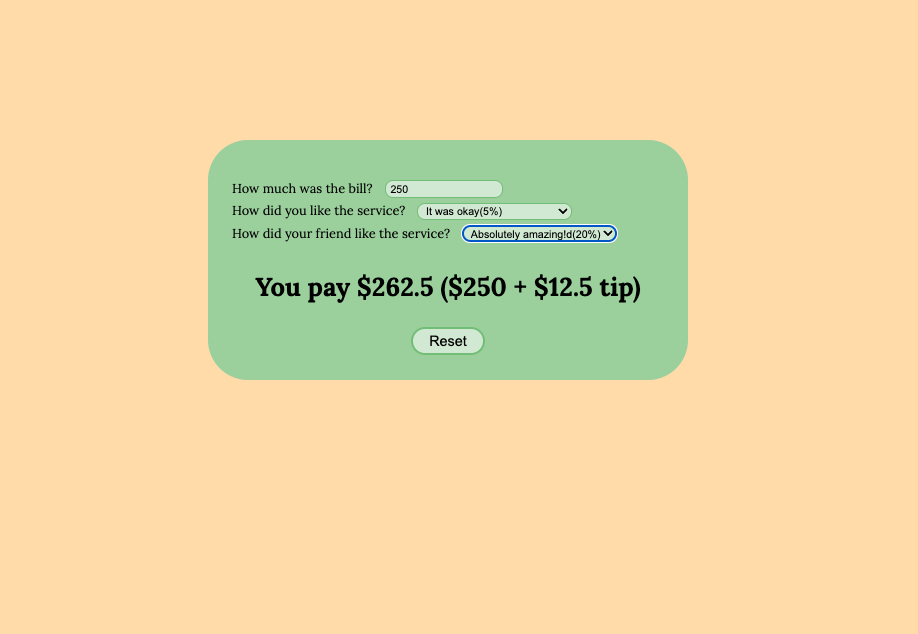 How much was the bill? 250
How did you like the service? It was okay(5%)
How did your friend like the service? Absolutely amazing!d(20%)
You pay $262.5 ($250 + $12.5 tip)
Reset